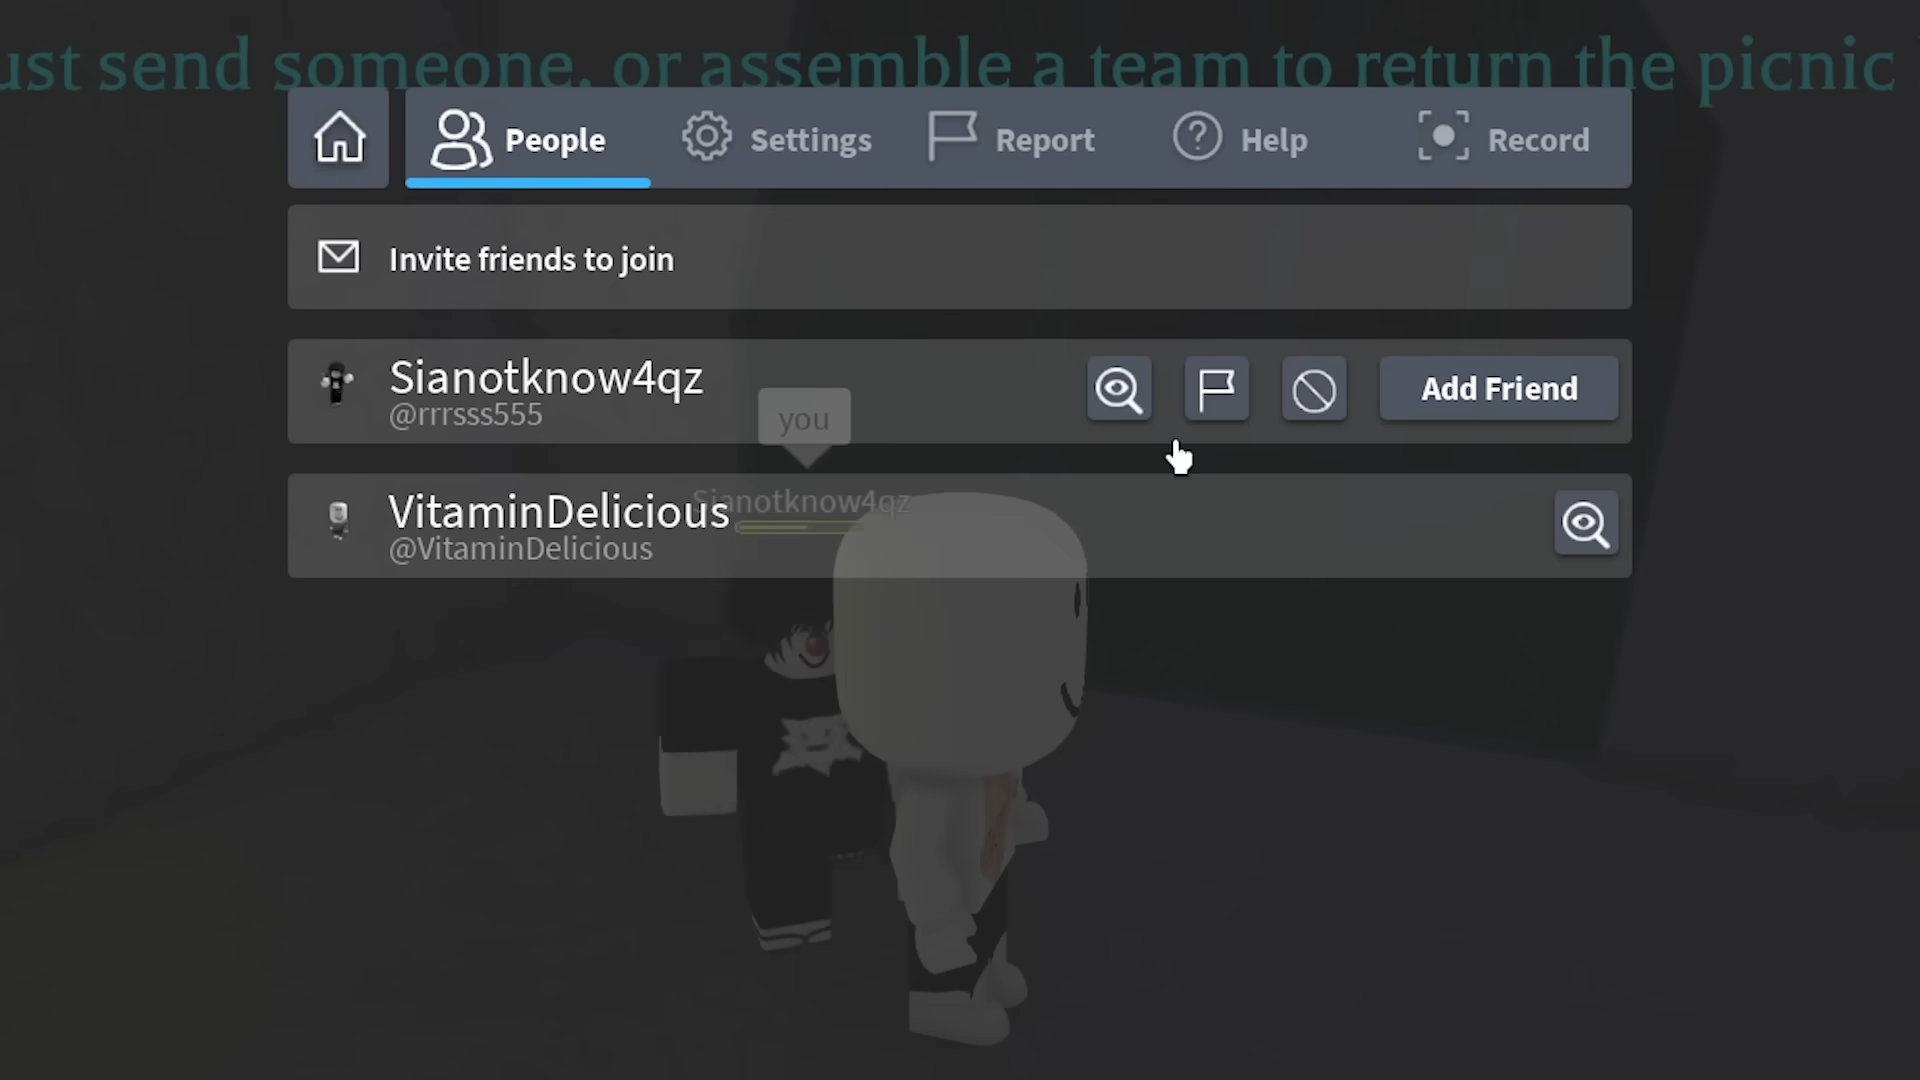 ust send someone, or assemble a team to return the picnic
People Settings Report Help Record
Invite friends to join
Sianotknow4qz
@rrrsss555
Add Friend
you
Sianotknow4qz
VitaminDelicious
@VitaminDelicious